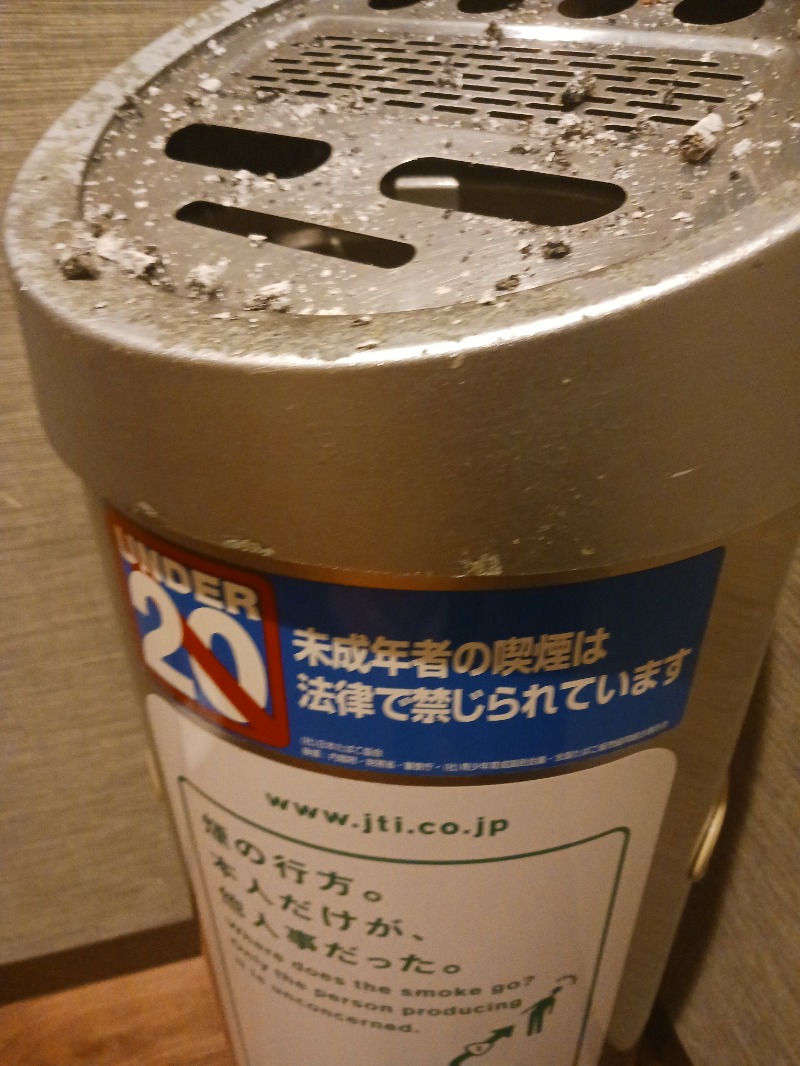 UNDER
20
未成年者の喫煙は
法律で禁じられています
www.jti.co.jp
煙の行方。
本人だけが、
他人事だった。
Where does the smoke go?
Only the person producing
it is unconcerned.